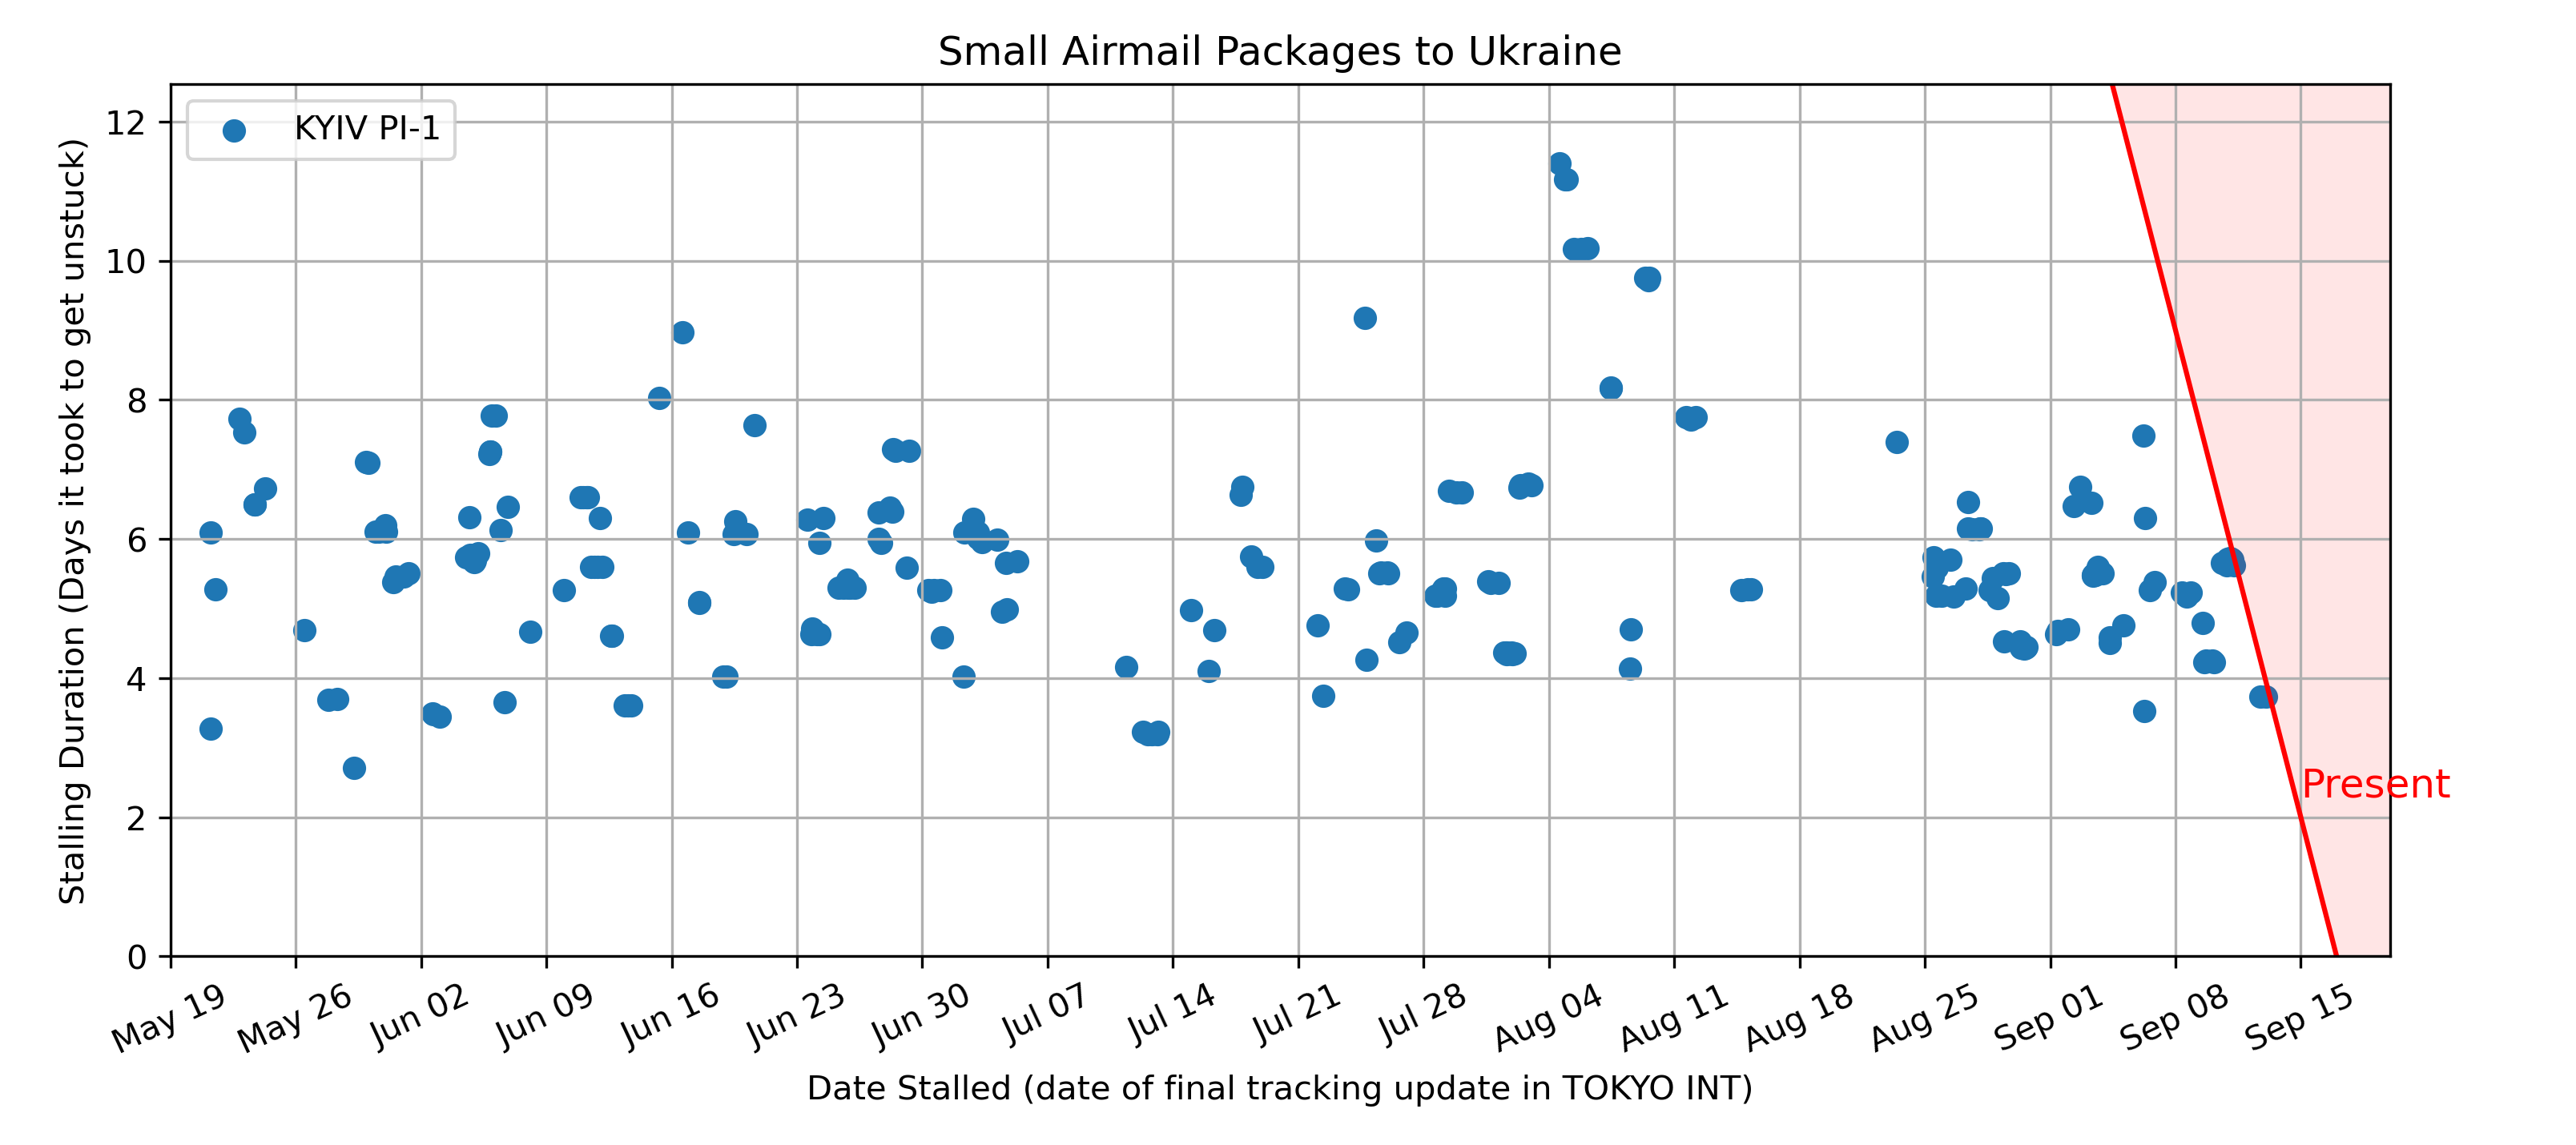 Small Airmail Packages to Ukraine
KYIV PI-1
Stalling Duration (Days it took to get unstuck)
12
10
8
6
4
2
0
Present
May 19
May 26
Jun 02
Jun 09
Jun 16
Jun 23
Jun 30
Jul 07
Jul 14
Jul 21
Jul 28
Aug 04
Aug 11
Aug 18
Aug 25
Sep 01
Sep 08
Sep 15
Date Stalled (date of final tracking update in TOKYO INT)